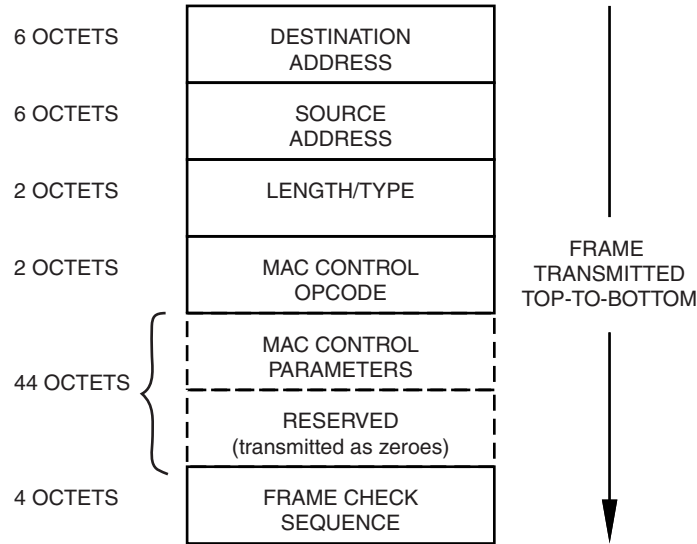 6 OCTETS
DESTINATION
ADDRESS
6 OCTETS
SOURCE
ADDRESS
2 OCTETS
LENGTH/TYPE
2 OCTETS
MAC CONTROL
OPCODE
44 OCTETS
MAC CONTROL
PARAMETERS
RESERVED
(transmitted as zeroes)
4 OCTETS
FRAME CHECK
SEQUENCE
FRAME
TRANSMITTED
TOP-TO-BOTTOM